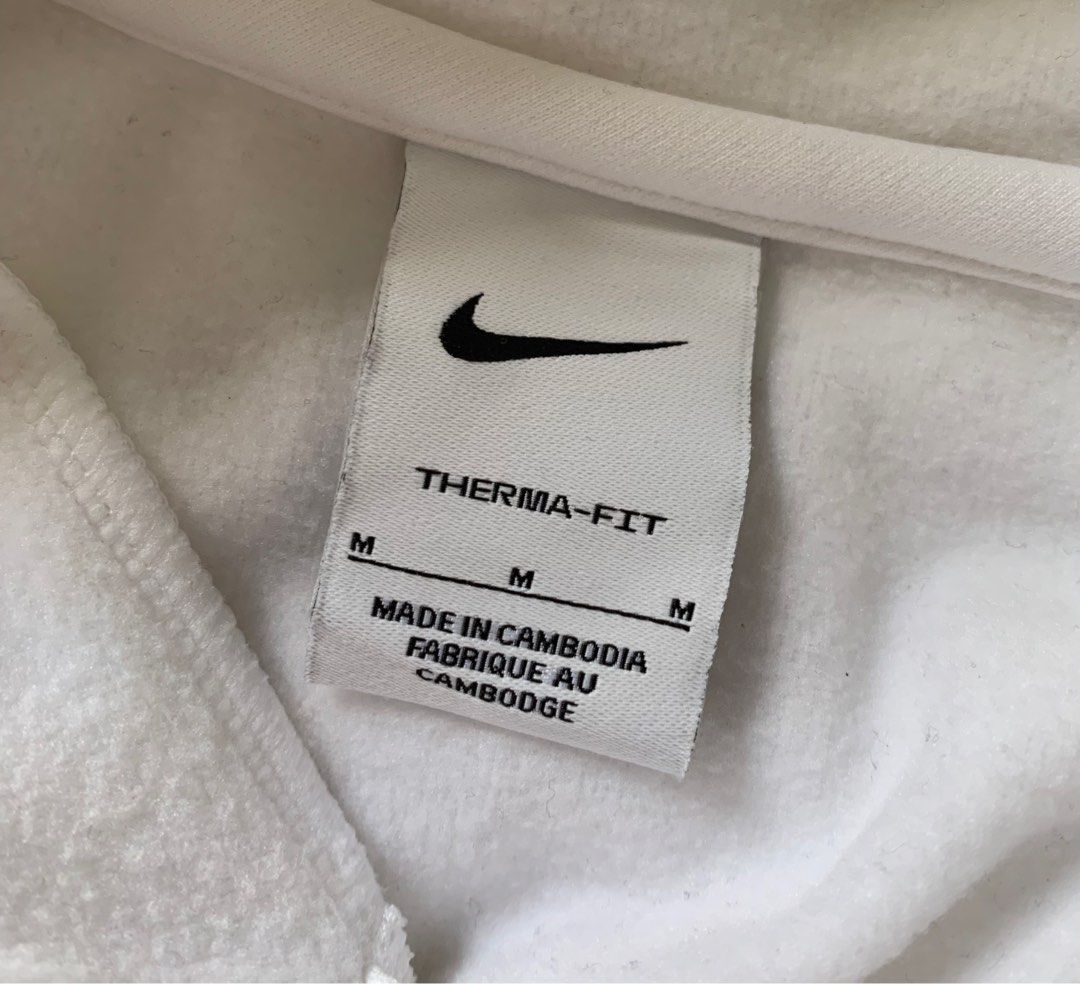 THERMA-FIT
M M M
MADE IN CAMBODIA
FABRIQUE AU
CAMBODGE